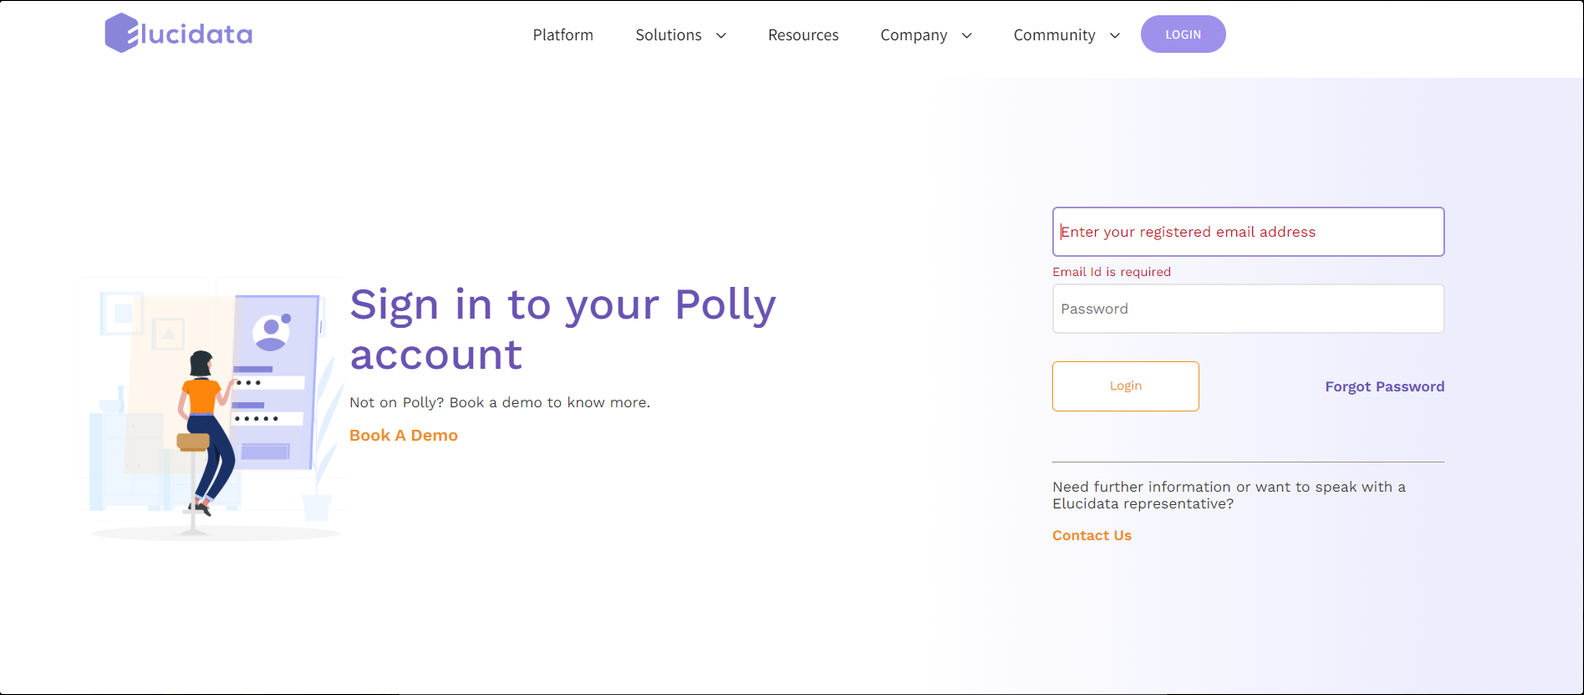 Elucidata
Platform
Solutions
Resources
Company
Community
LOGIN
Sign in to your Polly
account
Not on Polly? Book a demo to know more.
Book A Demo
Enter your registered email address
Email Id is required
Password
Login
Forgot Password
Need further information or want to speak with a
Elucidata representative?
Contact Us